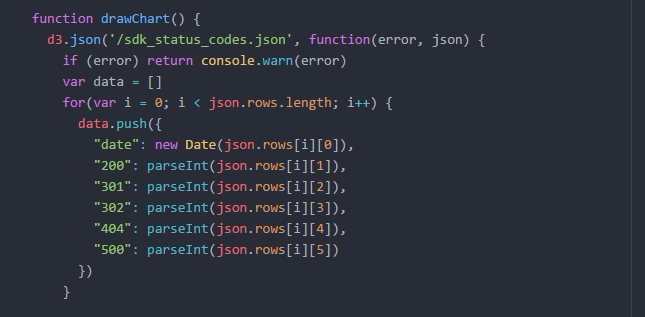 function drawChart() {
d3.json('/sdk_status_codes.json', function(error, json) {
if (error) return console.warn(error)
var data = []
for(var i = 0; i < json.rows.length; i++) {
data.push({
"date": new Date(json.rows[i][0]),
"200": parseInt(json.rows[i][1]),
"301": parseInt(json.rows[i][2]),
"302": parseInt(json.rows[i][3]),
"404": parseInt(json.rows[i][4]),
"500": parseInt(json.rows[i][5])
})
}